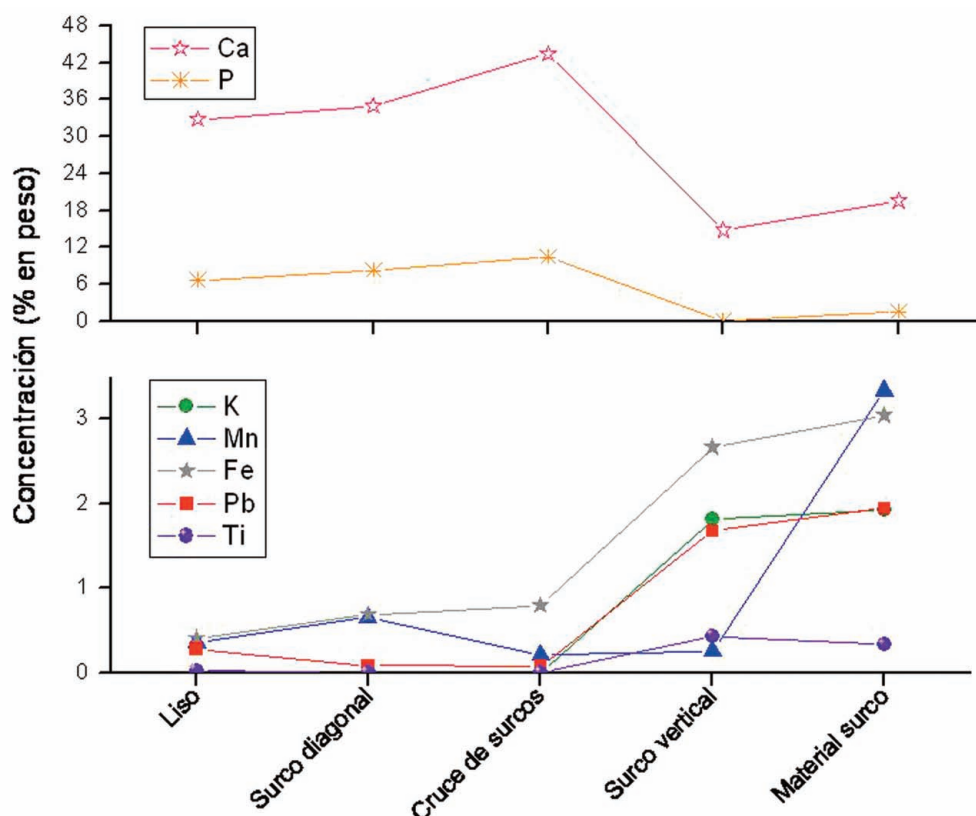 48
42
36
30
24
18
12
6
0
Ca
P
Concentración (% en peso)
3
2
1
0
K
Mn
Fe
Pb
Ti
Liso
Surco diagonal
Cruce de surcos
Surco vertical
Material surco